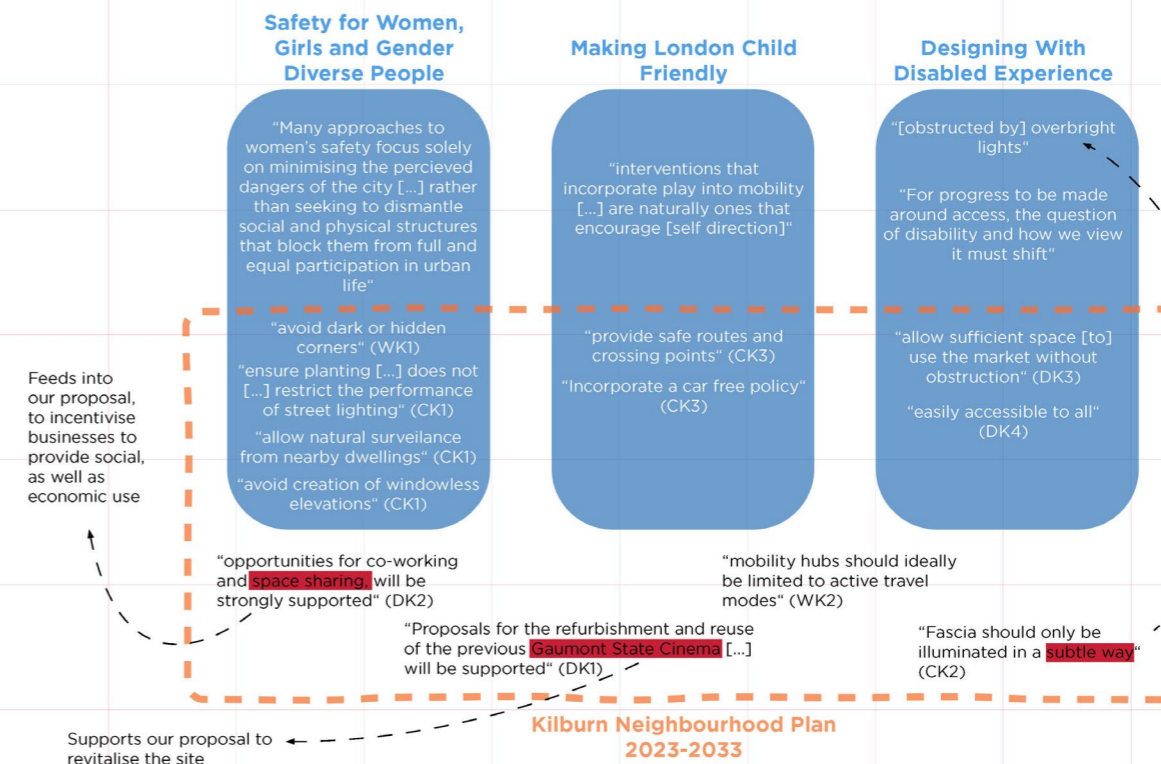 Safety for Women,
Girls and Gender
Diverse People
“Many approaches to
women’s safety focus solely
on minimising the percieved
dangers of the city [...] rather
than seeking to dismantle
social and physical structures
that block them from full and
equal participation in urban
life“
“avoid dark or hidden
corners“ (WK1)
“ensure planting [...] does not
[...] restrict the performance
of street lighting“ (CK1)
“allow natural surveilance
from nearby dwellings“ (CK1)
“avoid creation of windowless
elevations“ (CK1)
Making London Child
Friendly
“interventions that
incorporate play into mobility
[...] are naturally ones that
encourage [self direction]“
“provide safe routes and
crossing points“ (CK3)
“Incorporate a car free policy“
(CK3)
Designing With
Disabled Experience
“[obstructed by] overbright
lights“
“For progress to be made
around access, the question
of disability and how we view
it must shift“
“allow sufficient space [to]
use the market without
obstruction“ (DK3)
“easily accessible to all“
(DK4)
Feeds into
our proposal,
to incentivise
businesses to
provide social,
as well as
economic use
“opportunities for co-working
and space sharing, will be
strongly supported“ (DK2)
“mobility hubs should ideally
be limited to active travel
modes“ (WK2)
“Proposals for the refurbishment and reuse
of the previous Gaumont State Cinema [...]
will be supported“ (DK1)
“Fascia should only be
illuminated in a subtle way“
(CK2)
Kilburn Neighbourhood Plan
2023-2033
Supports our proposal to
revitalise the site